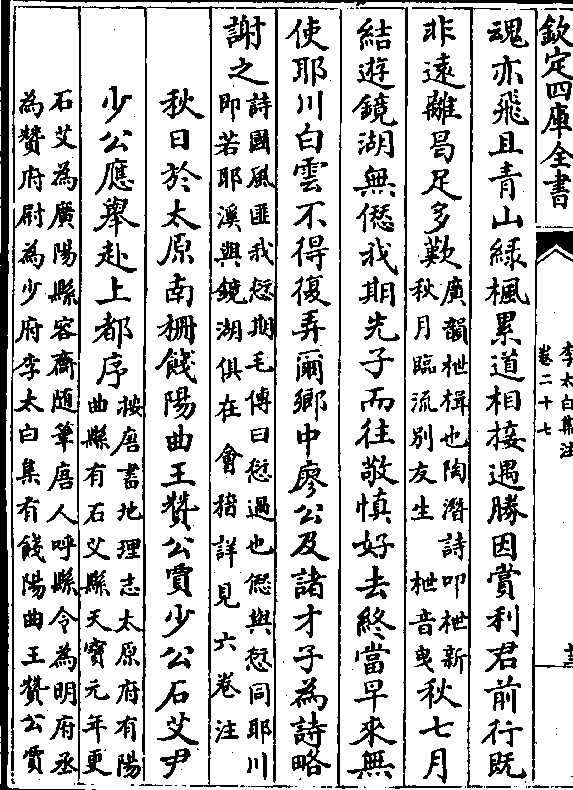 欽定四庫全書
李太白集注
卷二十七
十三
魂亦飛且青山綠楓累道相接遇勝因賞利君前行既
非遠離曷足多歎
廣韻枻楫也陶潛詩叩枻新
秋月臨流別友生 枻音曳
秋七月
結遊鏡湖無僁我期先子而往敬慎好去終當早來無
使耶川白雲不得復弄爾鄉中廖公及諸才子為詩略
謝之
詩國風匪我愆期毛傳曰愆過也僁與愆同耶川
即若耶溪與鏡湖俱在會稽詳見六卷注
秋日於太原南柵餞陽曲王贊公賈少公石艾尹
少公應舉赴上都序
按唐書地理志太原府有陽
曲縣有石艾縣天寶元年更
石艾為廣陽縣容齋隨筆唐人呼縣令為明府丞
為贊府尉為少府李太白集有餞陽曲王贊公賈